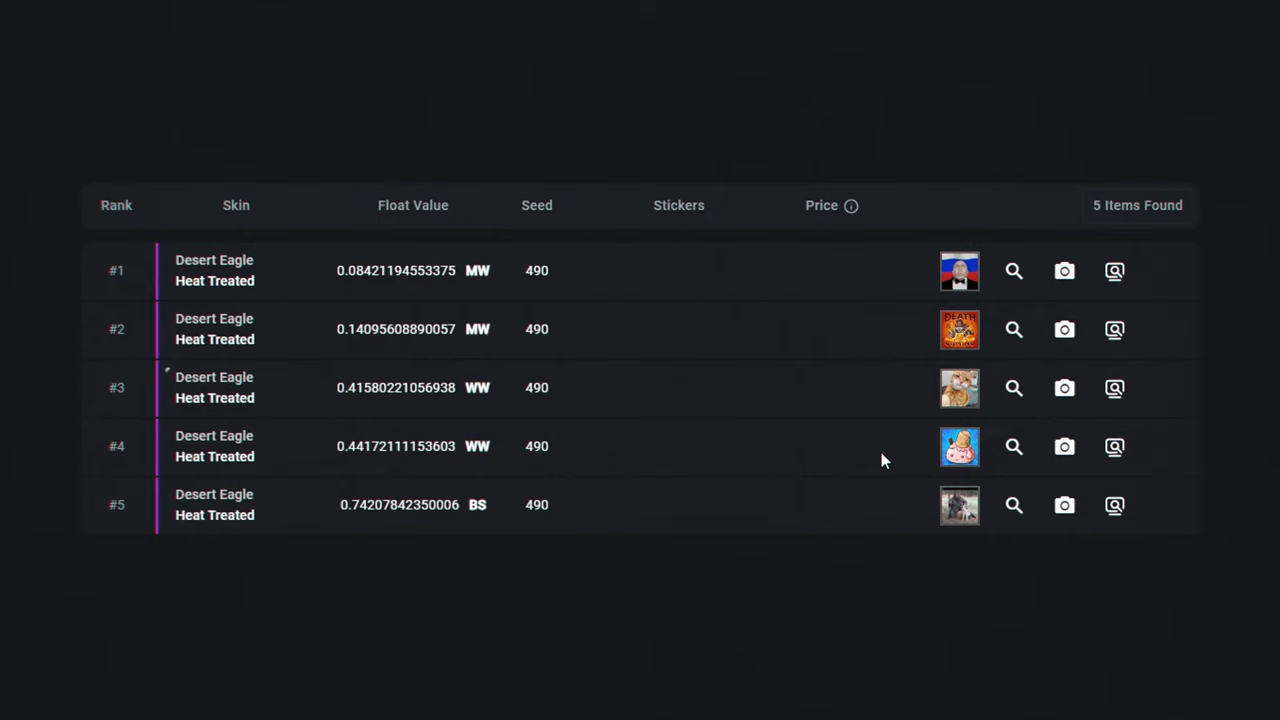 Rank Skin Float Value Seed Stickers Price 5 Items Found
#1 Desert Eagle
Heat Treated 0.08421194553375 MW 490
#2 Desert Eagle
Heat Treated 0.14095608890057 MW 490
DEATH
#3 Desert Eagle
Heat Treated 0.41580221056938 WW 490
#4 Desert Eagle
Heat Treated 0.44172111153603 WW 490
#5 Desert Eagle
Heat Treated 0.74207842350006 BS 490